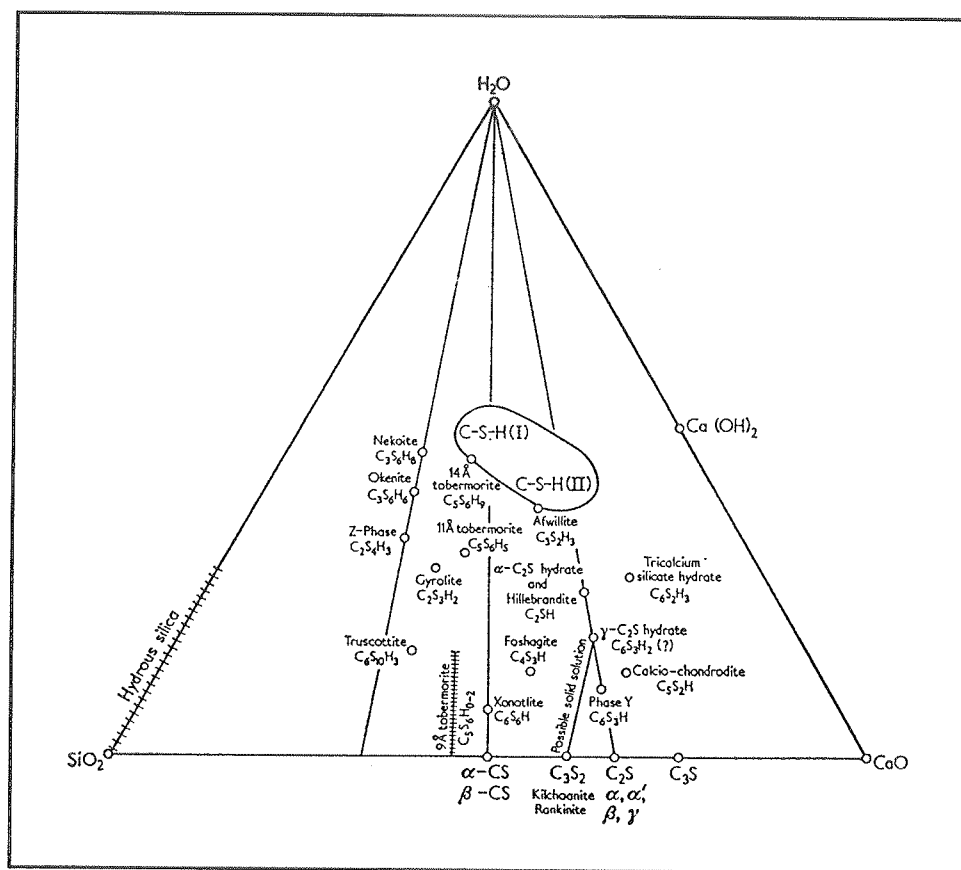 H₂O
Ca (OH)₂
Nekoite
C₃S₆H₈
Okenite
C₃S₆H₆
Z-Phase
C₂S₄H₃
C-S-H(I)
C-S-H(II)
14Å
tobermorite
C₅S₆H₉
Afwillite
C₃S₂H₃
11Å tobermorite
C₅S₆H₅
Gyrolite
C₂S₃H₂
α-C₂S hydrate
and
Hillebrandite
C₂SH
Tricalcium
silicate hydrate
C₆S₂H₃
Hydrous silica
Truscottite
C₆S₁₀H₃
9Å tobermorite
C₅S₆H₀₋₂
Foshagite
C₄S₃H
Xonotlite
C₆S₆H
Possible solid solution
γ-C₂S hydrate
C₆S₃H₂ (?)
Calcio-chondrodite
C₅S₂H
Phase Y
C₆S₃H
SiO₂
α-CS
β-CS
C₃S₂
Kilchoanite
Rankinite
C₂S
α, α′,
β, γ
C₃S
CaO